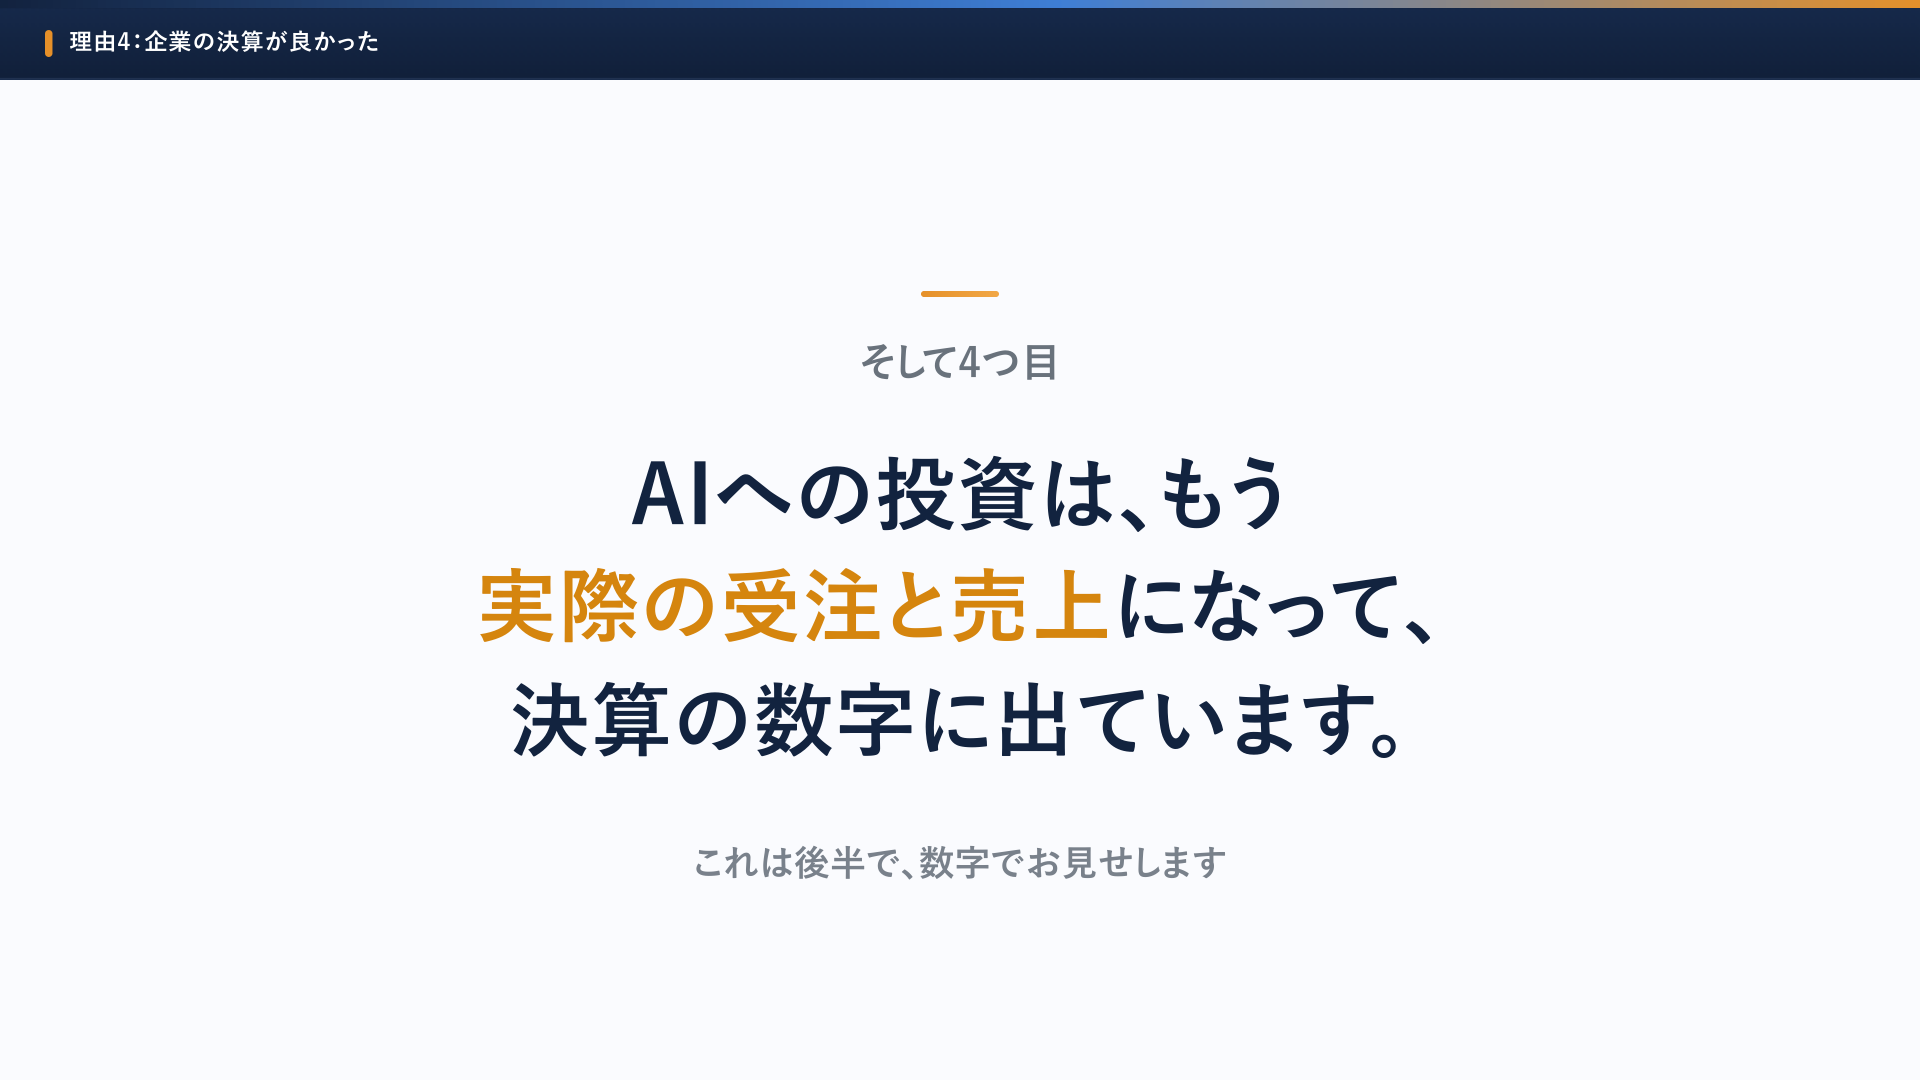 理由4：企業の決算が良かった
そして4つ目
AIへの投資は、もう
実際の受注と売上になって、
決算の数字に出ています。
これは後半で、数字でお見せします